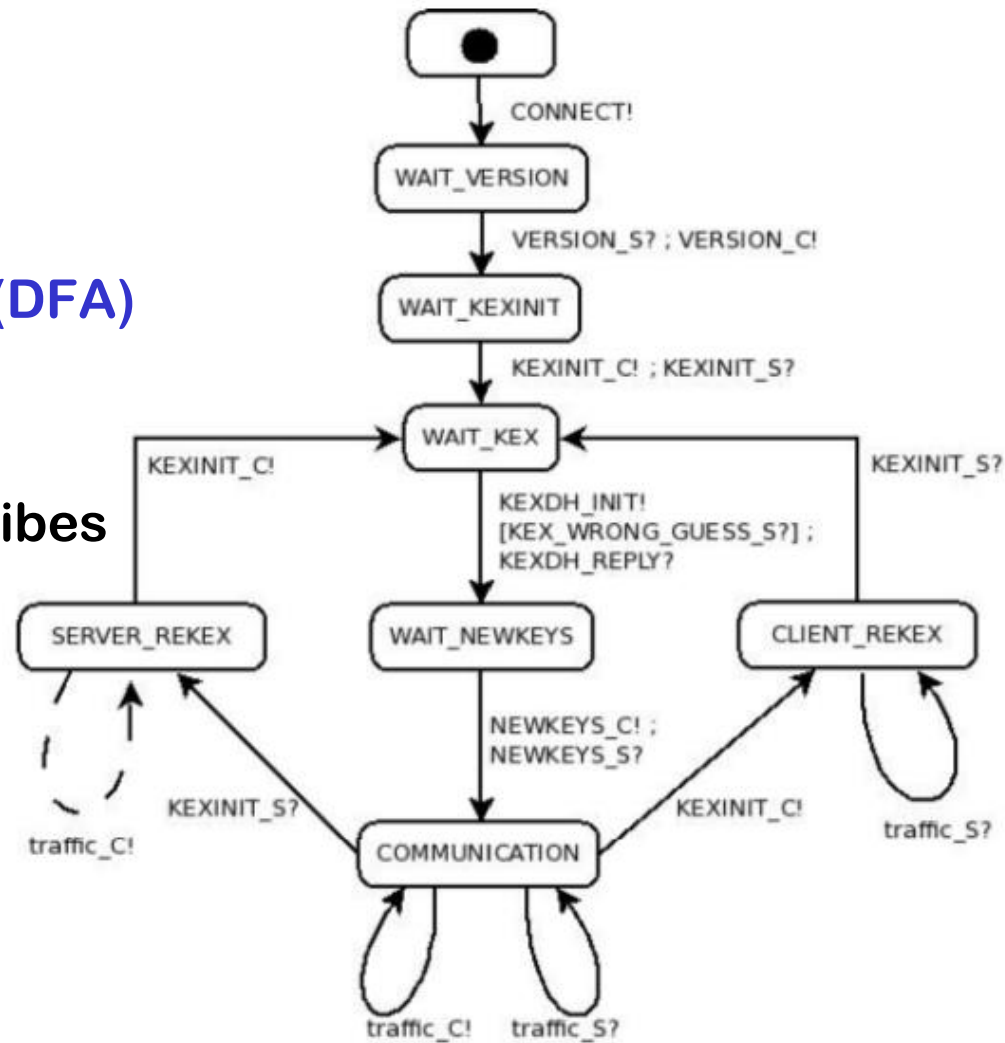 CONNECT!
WAIT_VERSION
VERSION_S? ; VERSION_C!
(DFA)
WAIT_KEXINIT
KEXINIT_C! ; KEXINIT_S?
WAIT_KEX
KEXINIT_C!
KEXINIT_S?
KEXDH_INIT!
[KEX_WRONG_GUESS_S?] ;
KEXDH_REPLY?
ibes
SERVER_REKEX
WAIT_NEWKEYS
CLIENT_REKEX
NEWKEYS_C! ;
NEWKEYS_S?
KEXINIT_S?
KEXINIT_C!
traffic_C!
traffic_S?
COMMUNICATION
traffic_C!
traffic_S?